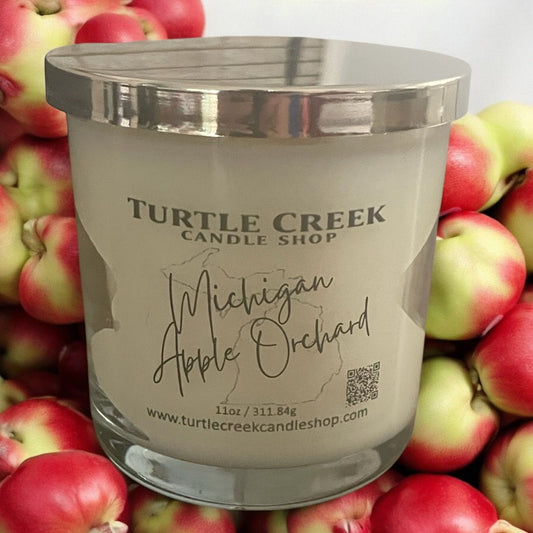 TURTLE CREEK
CANDLE SHOP
Michigan
Apple Orchard
11oz / 311.84g
www.turtlecreekcandleshop.com